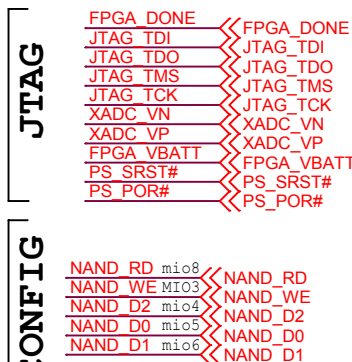 JTAG
FPGA_DONE FPGA_DONE
JTAG_TDI JTAG_TDI
JTAG_TDO JTAG_TDO
JTAG_TMS JTAG_TMS
JTAG_TCK JTAG_TCK
XADC_VN XADC_VN
XADC_VP XADC_VP
FPGA_VBATT FPGA_VBATT
PS_SRST# PS_SRST#
PS_POR# PS_POR#
ONFIG
NAND_RD mio8 NAND_RD
NAND_WE MIO3 NAND_WE
NAND_D2 mio4 NAND_D2
NAND_D0 mio5 NAND_D0
NAND_D1 mio6 NAND_D1